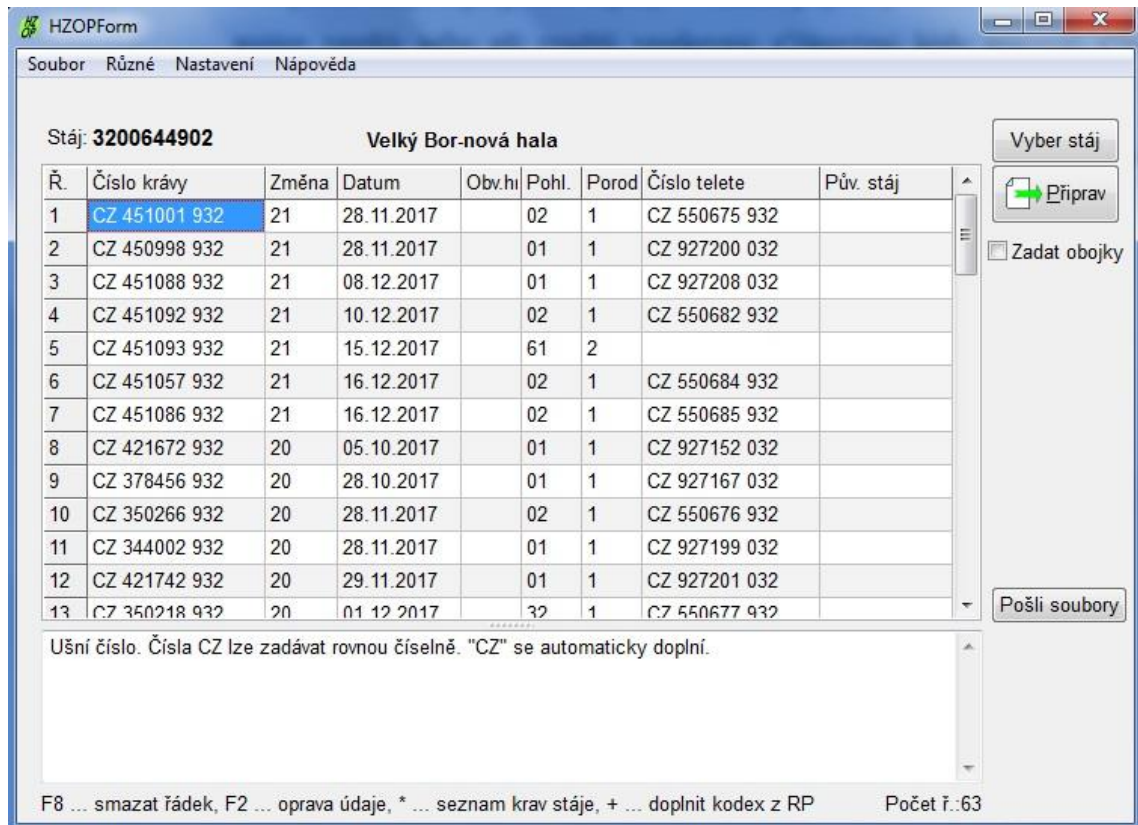 HZOPForm
Soubor Různé Nastavení Nápověda
Stáj: 3200644902 Velký Bor-nová hala
Vyber stáj
Ř. Číslo krávy Změna Datum Obv.hr Pohl. Porod Číslo telete Pův. stáj
Připrav
1 CZ 451001 932 21 28.11.2017 02 1 CZ 550675 932
2 CZ 450998 932 21 28.11.2017 01 1 CZ 927200 032
Zadat obojky
3 CZ 451088 932 21 08.12.2017 01 1 CZ 927208 032
4 CZ 451092 932 21 10.12.2017 02 1 CZ 550682 932
5 CZ 451093 932 21 15.12.2017 61 2
6 CZ 451057 932 21 16.12.2017 02 1 CZ 550684 932
7 CZ 451086 932 21 16.12.2017 02 1 CZ 550685 932
8 CZ 421672 932 20 05.10.2017 01 1 CZ 927152 032
9 CZ 378456 932 20 28.10.2017 01 1 CZ 927167 032
10 CZ 350266 932 20 28.11.2017 02 1 CZ 550676 932
11 CZ 344002 932 20 28.11.2017 01 1 CZ 927199 032
12 CZ 421742 932 20 29.11.2017 01 1 CZ 927201 032
13 CZ 350218 932 20 01.12.2017 32 1 CZ 550677 932
Pošli soubory
Ušní číslo. Čísla CZ lze zadávat rovnou číselně. "CZ" se automaticky doplní.
F8 ... smazat řádek, F2 ... oprava údaje, * ... seznam krav stáje, + ... doplnit kodex z RP Počet ř.:63